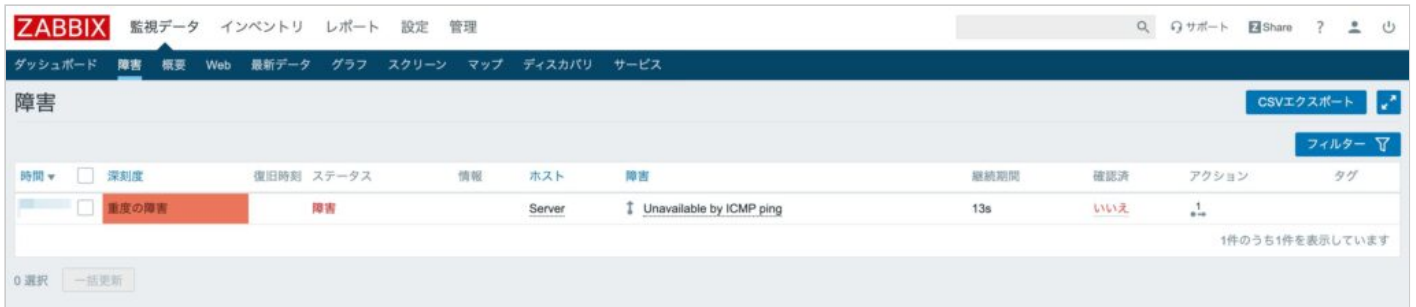 ZABBIX 監視データ インベントリ レポート 設定 管理 サポート Share ?
ダッシュボード 障害 概要 Web 最新データ グラフ スクリーン マップ ディスカバリ サービス
障害 CSVエクスポート
フィルター
時間 深刻度 復旧時刻 ステータス 情報 ホスト 障害 継続期間 確認済 アクション タグ
重度の障害 障害 Server Unavailable by ICMP ping 13s いいえ 1
1件のうち1件を表示しています
0 選択 一括更新